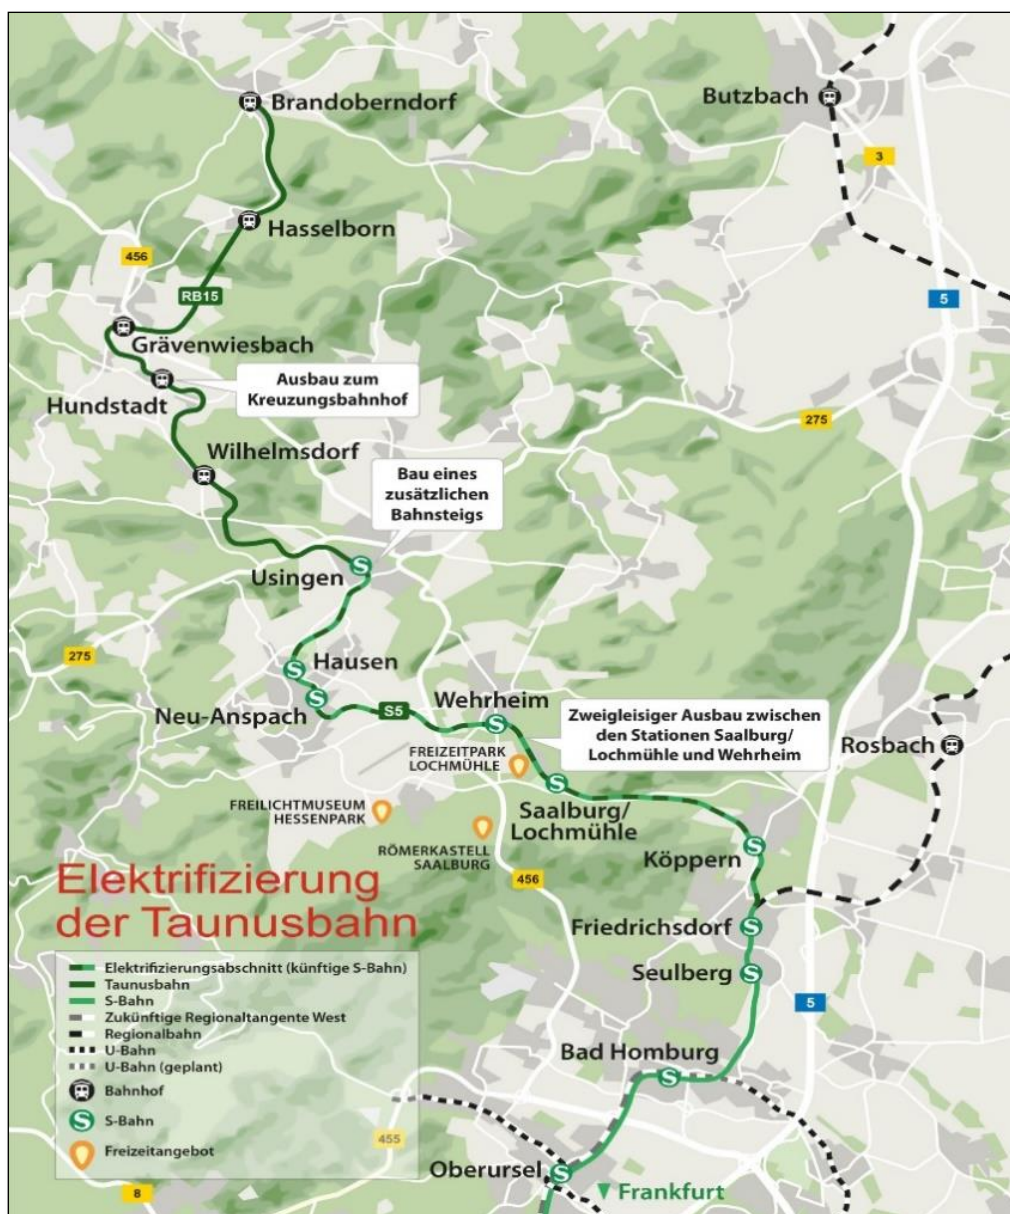 Brandoberndorf
Butzbach
3
Hasselborn
456
RB15
5
Grävenwiesbach
Ausbau zum
Kreuzungsbahnhof
Hundstadt
275
Wilhelmsdorf
Bau eines
zusätzlichen
Bahnsteigs
Usingen
S
275
Hausen
S
Neu-Anspach
S
S5
Wehrheim
S
Zweigleisiger Ausbau zwischen
den Stationen Saalburg/
Lochmühle und Wehrheim
Rosbach
FREIZEITPARK
LOCHMÜHLE
S
Saalburg/
Lochmühle
FREILICHTMUSEUM
HESSENPARK
RÖMERKASTELL
SAALBURG
S
Köppern
456
Friedrichsdorf
S
Seulberg
S
5
Bad Homburg
S
Oberursel
S
Frankfurt
Elektrifizierung
der Taunusbahn
Elektrifizierungsabschnitt (künftige S-Bahn)
Taunusbahn
S-Bahn
Zukünftige Regionaltangente West
Regionalbahn
U-Bahn
U-Bahn (geplant)
Bahnhof
S
S-Bahn
Freizeitangebot
455
8